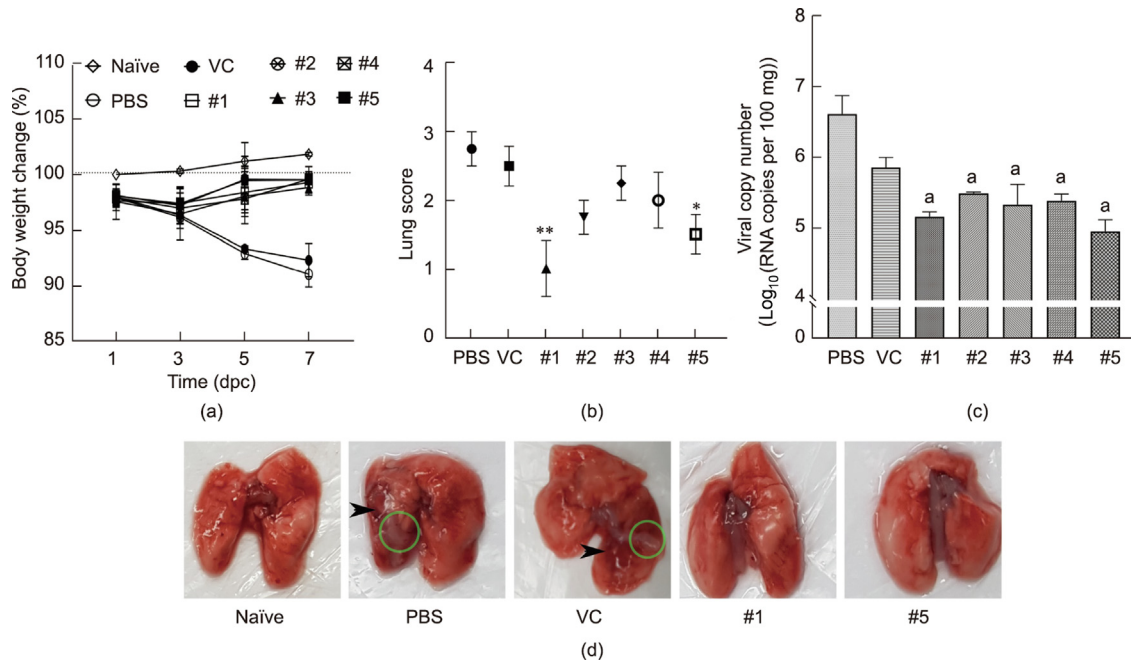 110
105
100
95
90
85
Body weight change (%)
Naïve VC #2 #4
PBS #1 #3 #5
1 3 5 7
Time (dpc)
(a)
4
3
2
1
0
Lung score
**
*
PBS VC #1 #2 #3 #4 #5
(b)
8
7
6
5
4
0
Viral copy number
(Log10(RNA copies per 100 mg))
a a a a a
PBS VC #1 #2 #3 #4 #5
(c)
Naïve PBS VC #1 #5
(d)